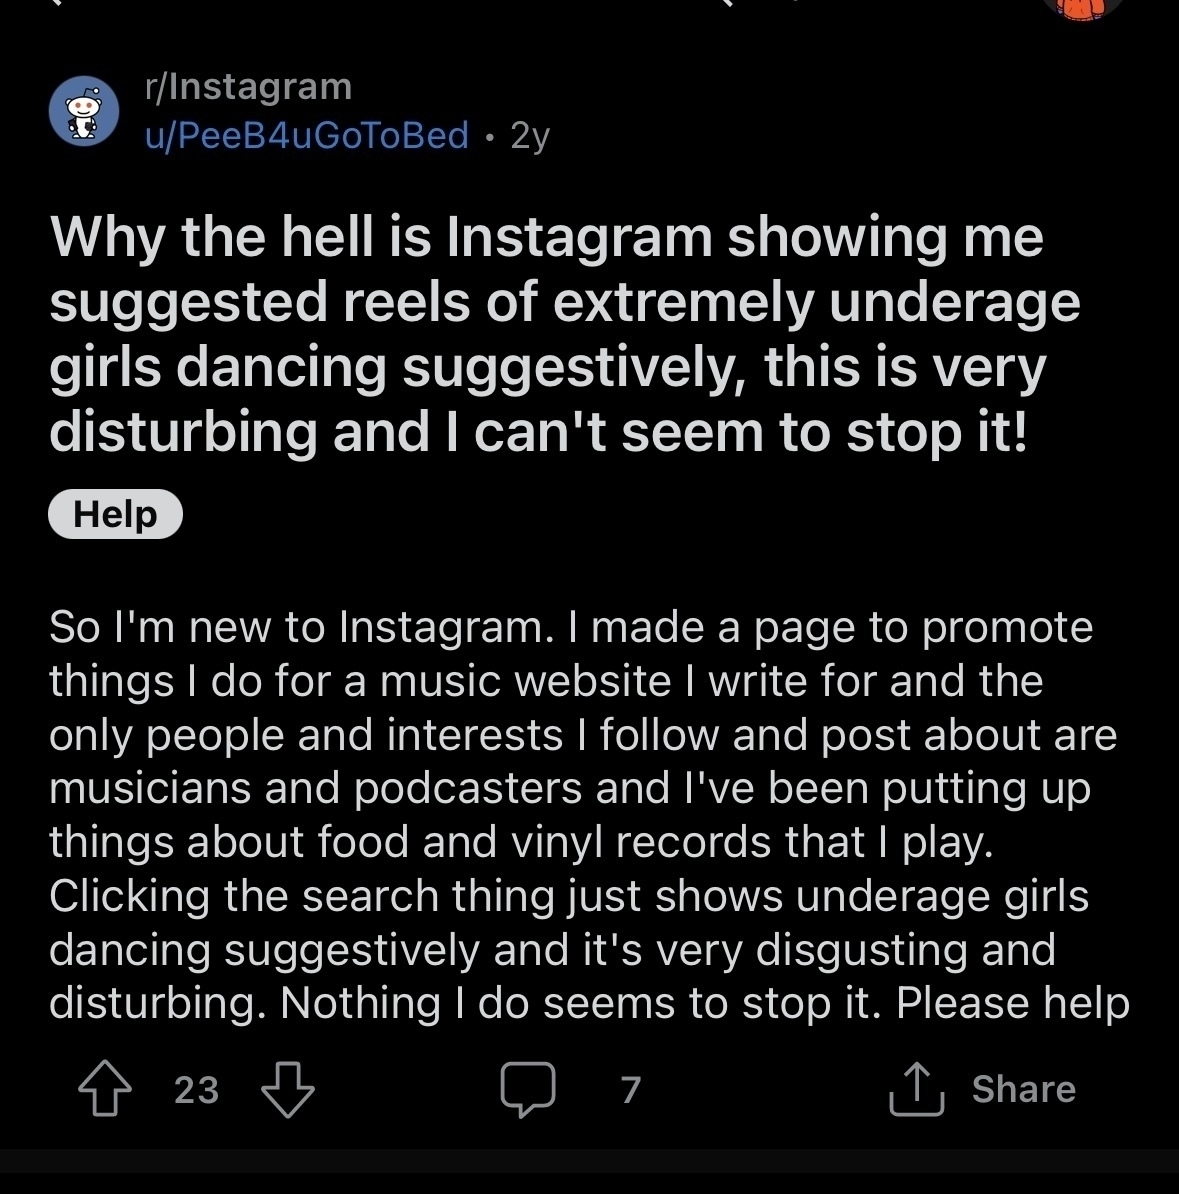 r/Instagram
u/PeeB4uGoToBed • 2y
Why the hell is Instagram showing me
suggested reels of extremely underage
girls dancing suggestively, this is very
disturbing and I can't seem to stop it!
Help
So I'm new to Instagram. I made a page to promote
things I do for a music website I write for and the
only people and interests I follow and post about are
musicians and podcasters and I've been putting up
things about food and vinyl records that I play.
Clicking the search thing just shows underage girls
dancing suggestively and it's very disgusting and
disturbing. Nothing I do seems to stop it. Please help
23 7 Share